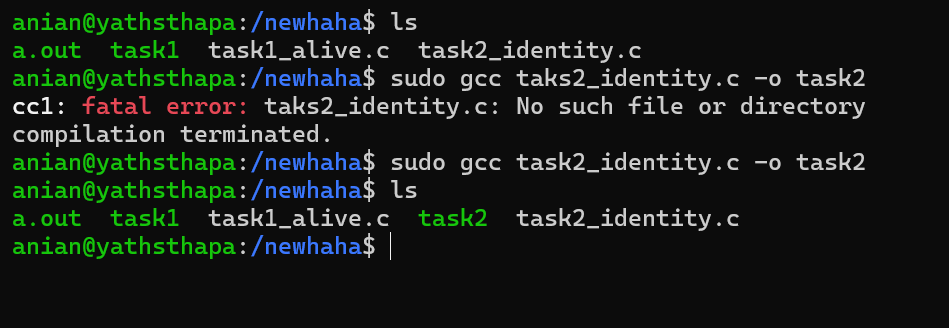 anian@yathsthapa:/newhaha$ ls
a.out  task1  task1_alive.c  task2_identity.c
anian@yathsthapa:/newhaha$ sudo gcc taks2_identity.c -o task2
cc1: fatal error: taks2_identity.c: No such file or directory
compilation terminated.
anian@yathsthapa:/newhaha$ sudo gcc task2_identity.c -o task2
anian@yathsthapa:/newhaha$ ls
a.out  task1  task1_alive.c  task2  task2_identity.c
anian@yathsthapa:/newhaha$